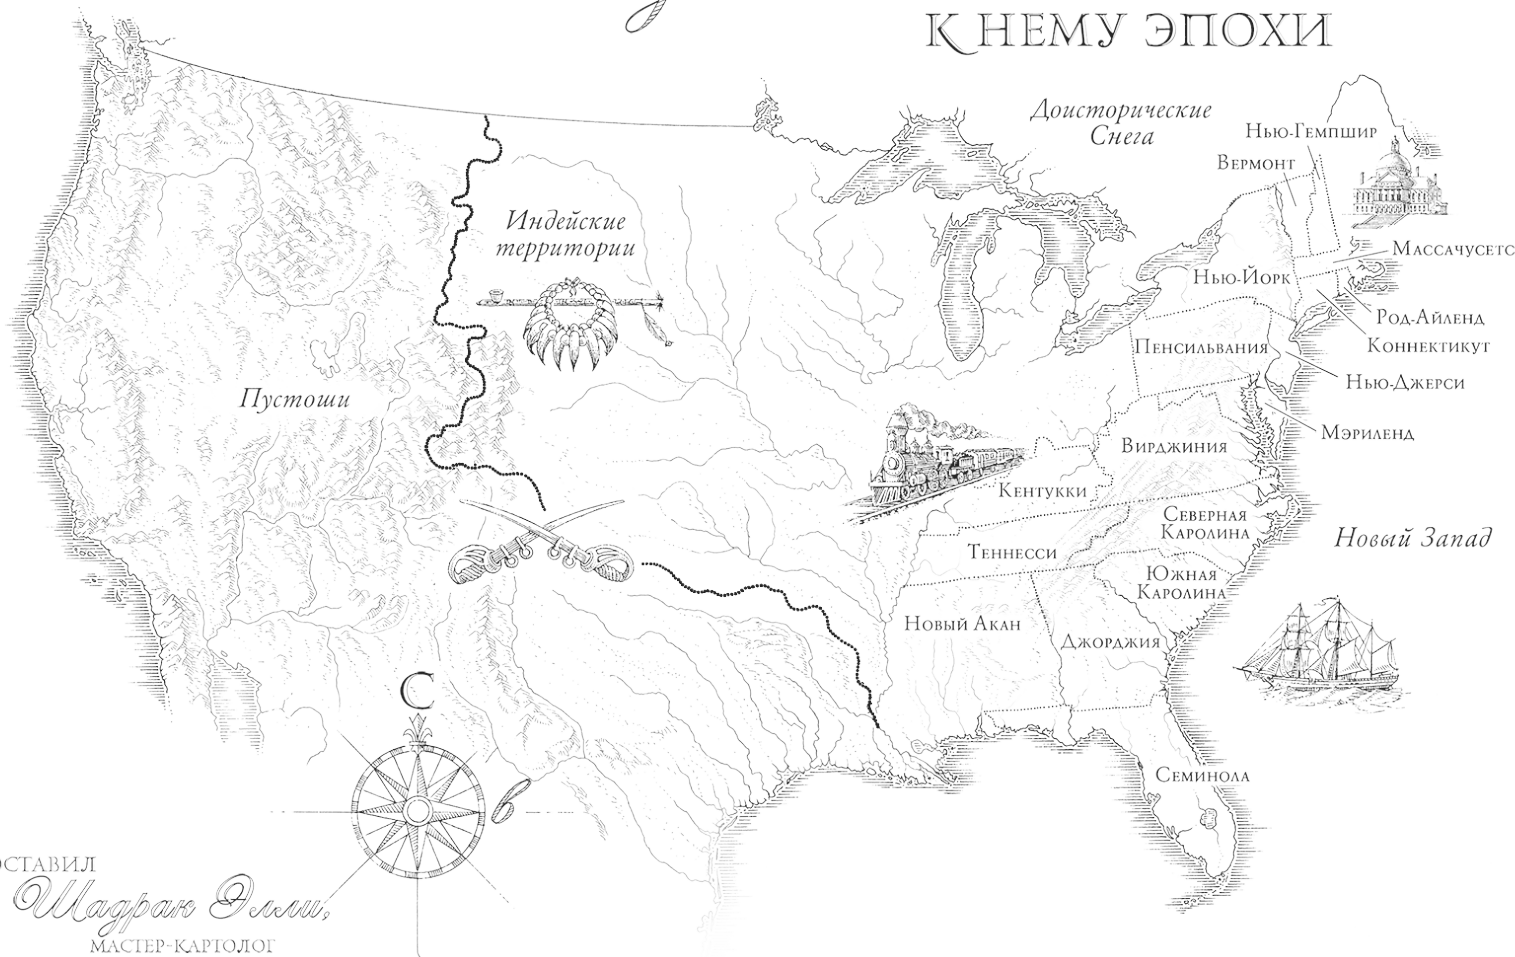 К НЕМУ ЭПОХИ
Доисторические
Снега
Нью-Гемпшир
Вермонт
Индейские
территории
Массачусетс
Нью-Йорк
Род-Айленд
Коннектикут
Пенсильвания
Нью-Джерси
Пустоши
Мэриленд
Вирджиния
Кентукки
Северная
Каролина
Новый Запад
Теннесси
Южная
Каролина
Новый Акан
Джорджия
С
Семинола
в
ОСТАВИЛ
Шадрак Элли,
МАСТЕР-КАРТОЛОГ